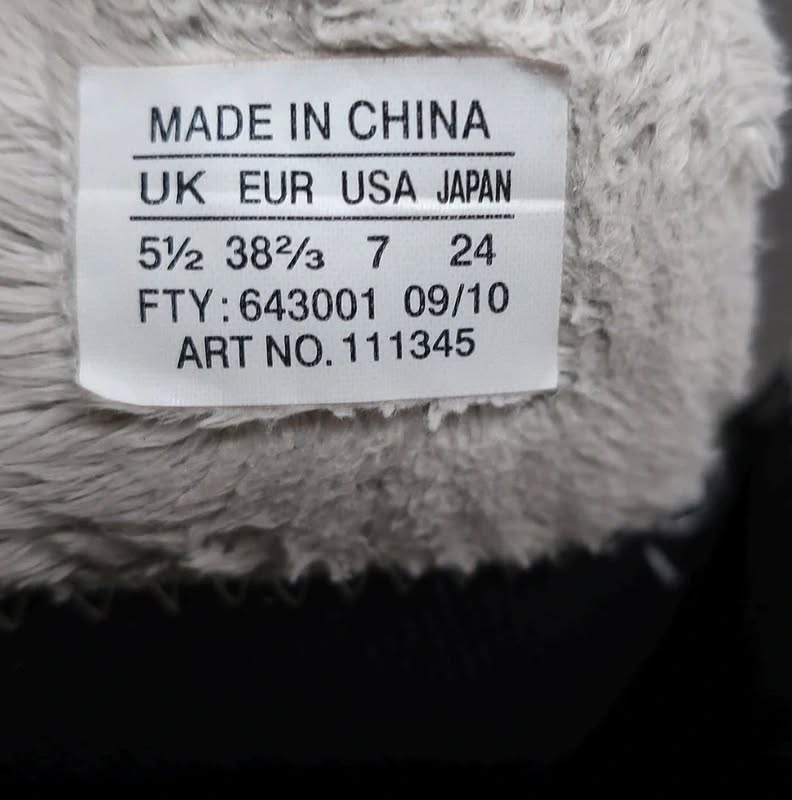 MADE IN CHINA
UK EUR USA JAPAN
5½ 38⅔ 7 24
FTY: 643001 09/10
ART NO. 111345